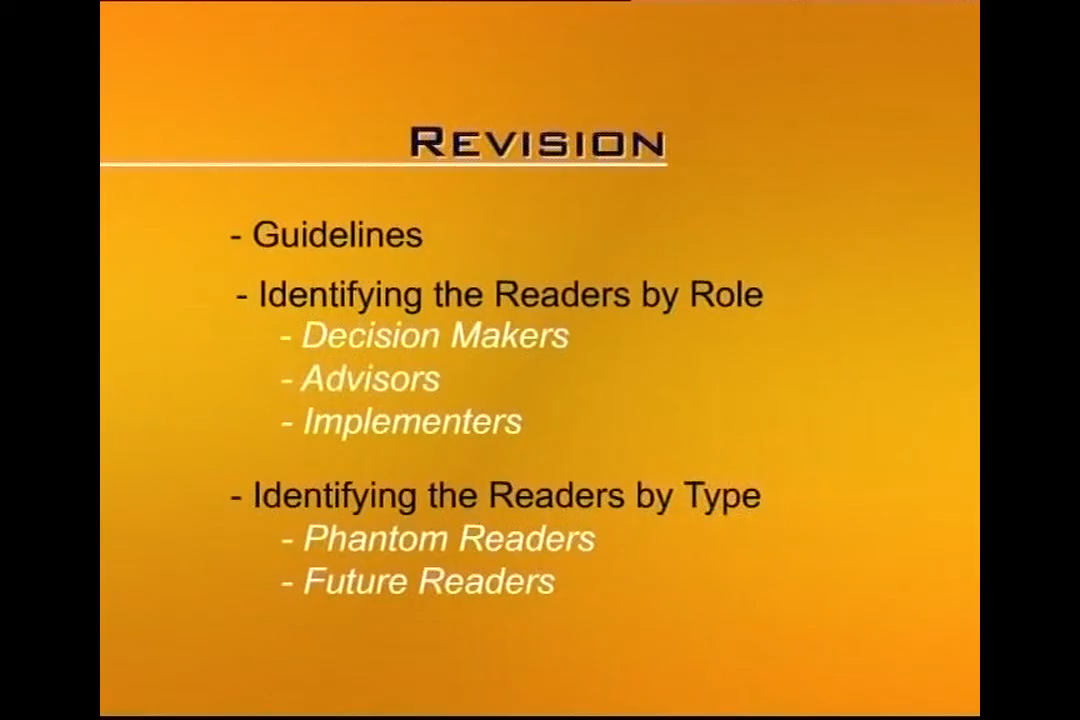 REVISION
- Guidelines
- Identifying the Readers by Role
- Decision Makers
- Advisors
- Implementers
- Identifying the Readers by Type
- Phantom Readers
- Future Readers